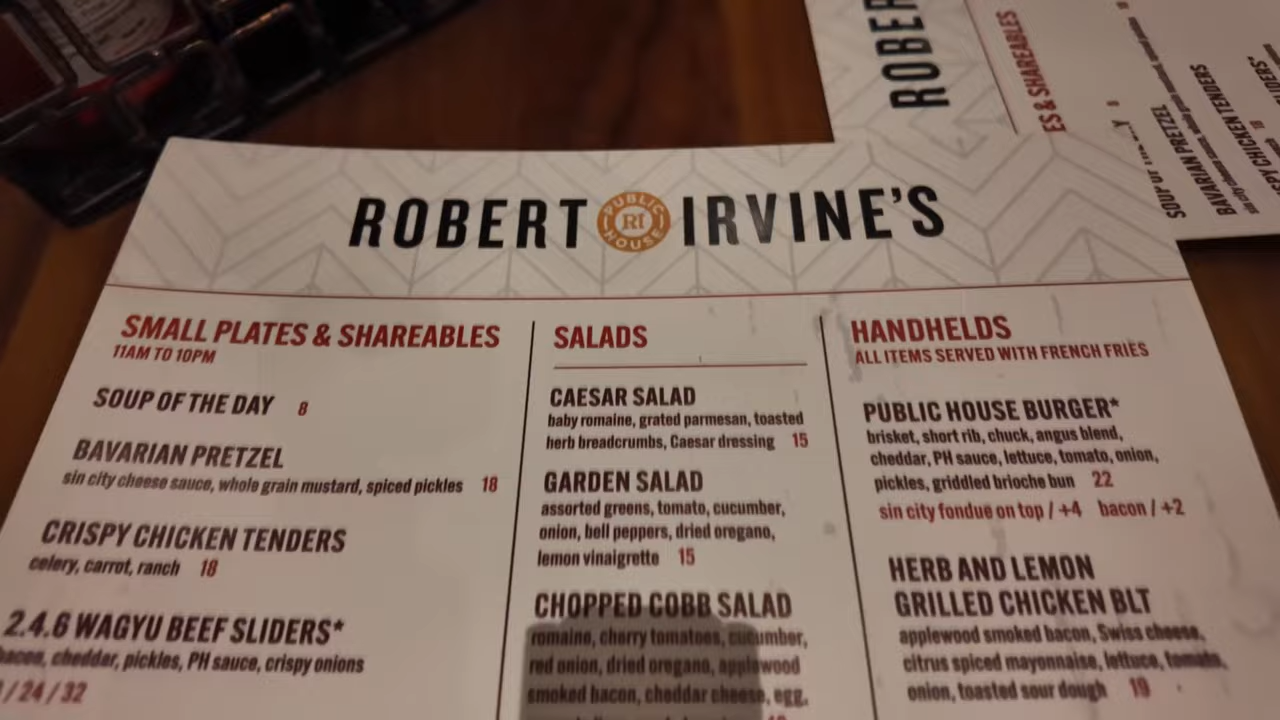 ROBERT PUBLIC RI HOUSE IRVINE'S
SMALL PLATES & SHAREABLES
11AM TO 10PM
SOUP OF THE DAY 8
BAVARIAN PRETZEL
sin city cheese sauce, whole grain mustard, spiced pickles 18
CRISPY CHICKEN TENDERS
celery, carrot, ranch 18
2.4.6 WAGYU BEEF SLIDERS*
bacon, cheddar, pickles, PH sauce, crispy onions
/ 24 / 32
SALADS
CAESAR SALAD
baby romaine, grated parmesan, toasted
herb breadcrumbs, Caesar dressing 15
GARDEN SALAD
assorted greens, tomato, cucumber,
onion, bell peppers, dried oregano,
lemon vinaigrette 15
CHOPPED COBB SALAD
romaine, cherry tomatoes, cucumber,
red onion, dried oregano, applewood
smoked bacon, cheddar cheese, egg,
HANDHELDS
ALL ITEMS SERVED WITH FRENCH FRIES
PUBLIC HOUSE BURGER*
brisket, short rib, chuck, angus blend,
cheddar, PH sauce, lettuce, tomato, onion,
pickles, griddled brioche bun 22
sin city fondue on top / +4 bacon / +2
HERB AND LEMON
GRILLED CHICKEN BLT
applewood smoked bacon, Swiss cheese,
citrus spiced mayonnaise, lettuce, tomato,
onion, toasted sour dough 19
ROBER
ES & SHAREABLES
SOUP OF
BAVARIAN PRETZEL
SPY CHICKEN TENDERS